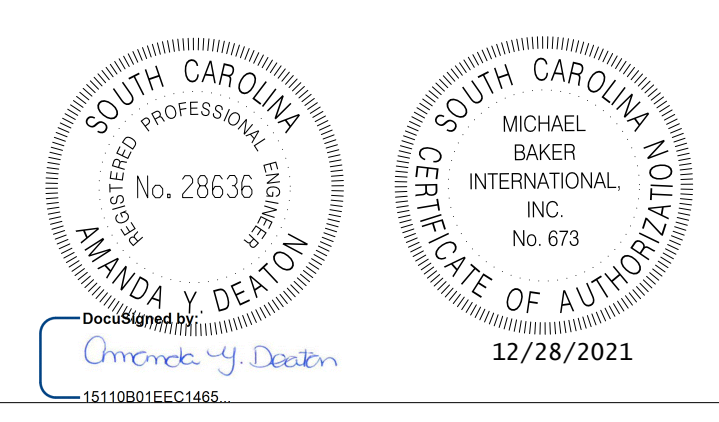 SOUTH CAROLINA
REGISTERED PROFESSIONAL ENGINEER
No. 28636
AMANDA Y DEATON
DocuSigned by:
Amanda Y. Deaton
15110B01EEC1465...
SOUTH CAROLINA
MICHAEL
BAKER
INTERNATIONAL,
INC.
No. 673
CERTIFICATE OF AUTHORIZATION
12/28/2021